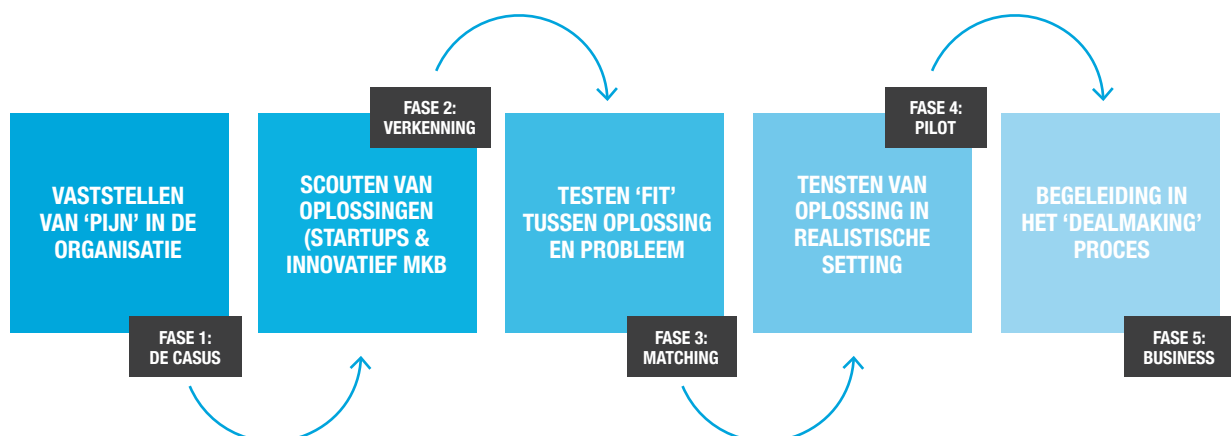 VASTSTELLEN
VAN ‘PIJN’ IN DE
ORGANISATIE
FASE 1:
DE CASUS
SCOUTEN VAN
OPLOSSINGEN
(STARTUPS &
INNOVATIEF MKB
FASE 2:
VERKENNING
TESTEN ‘FIT’
TUSSEN OPLOSSING
EN PROBLEEM
FASE 3:
MATCHING
TENSTEN VAN
OPLOSSING IN
REALISTISCHE
SETTING
FASE 4:
PILOT
BEGELEIDING IN
HET ‘DEALMAKING’
PROCES
FASE 5:
BUSINESS